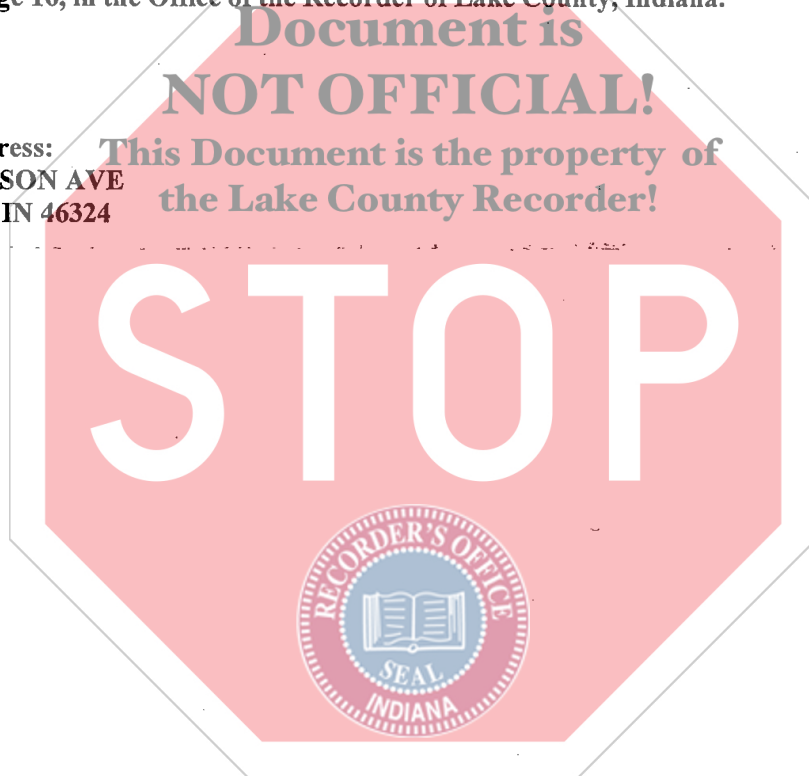 ge 16, in the Office of the Recorder of Lake County, Indiana.
Document is
NOT OFFICIAL!
ress:
This Document is the property of
SON AVE
the Lake County Recorder!
IN 46324
STOP
RECORDER'S OFFICE
SEAL
INDIANA